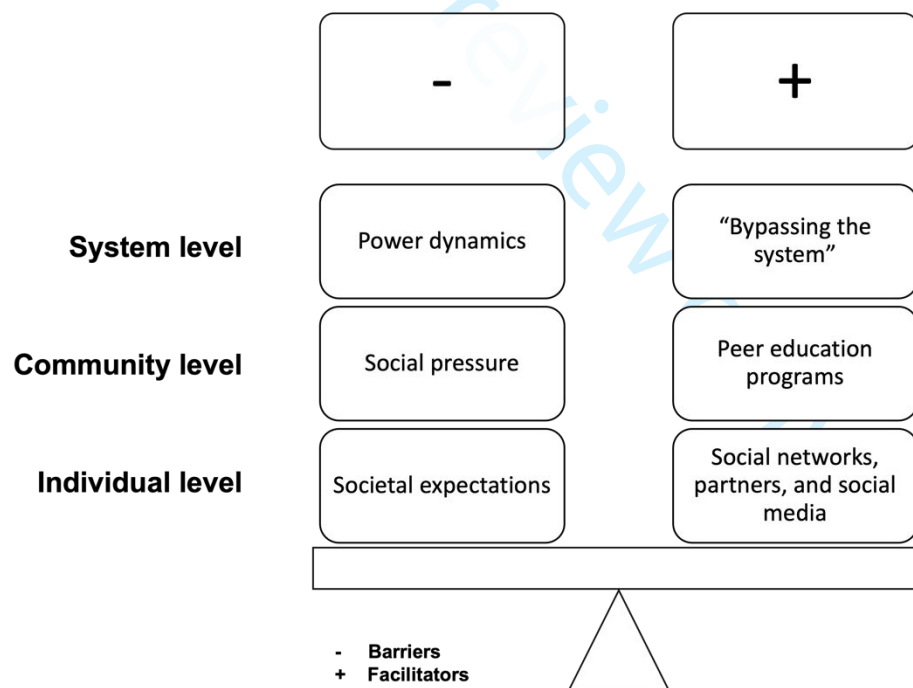 -
+
System level
Power dynamics
“Bypassing the
system”
Community level
Social pressure
Peer education
programs
Individual level
Societal expectations
Social networks,
partners, and social
media
- Barriers
+ Facilitators
review